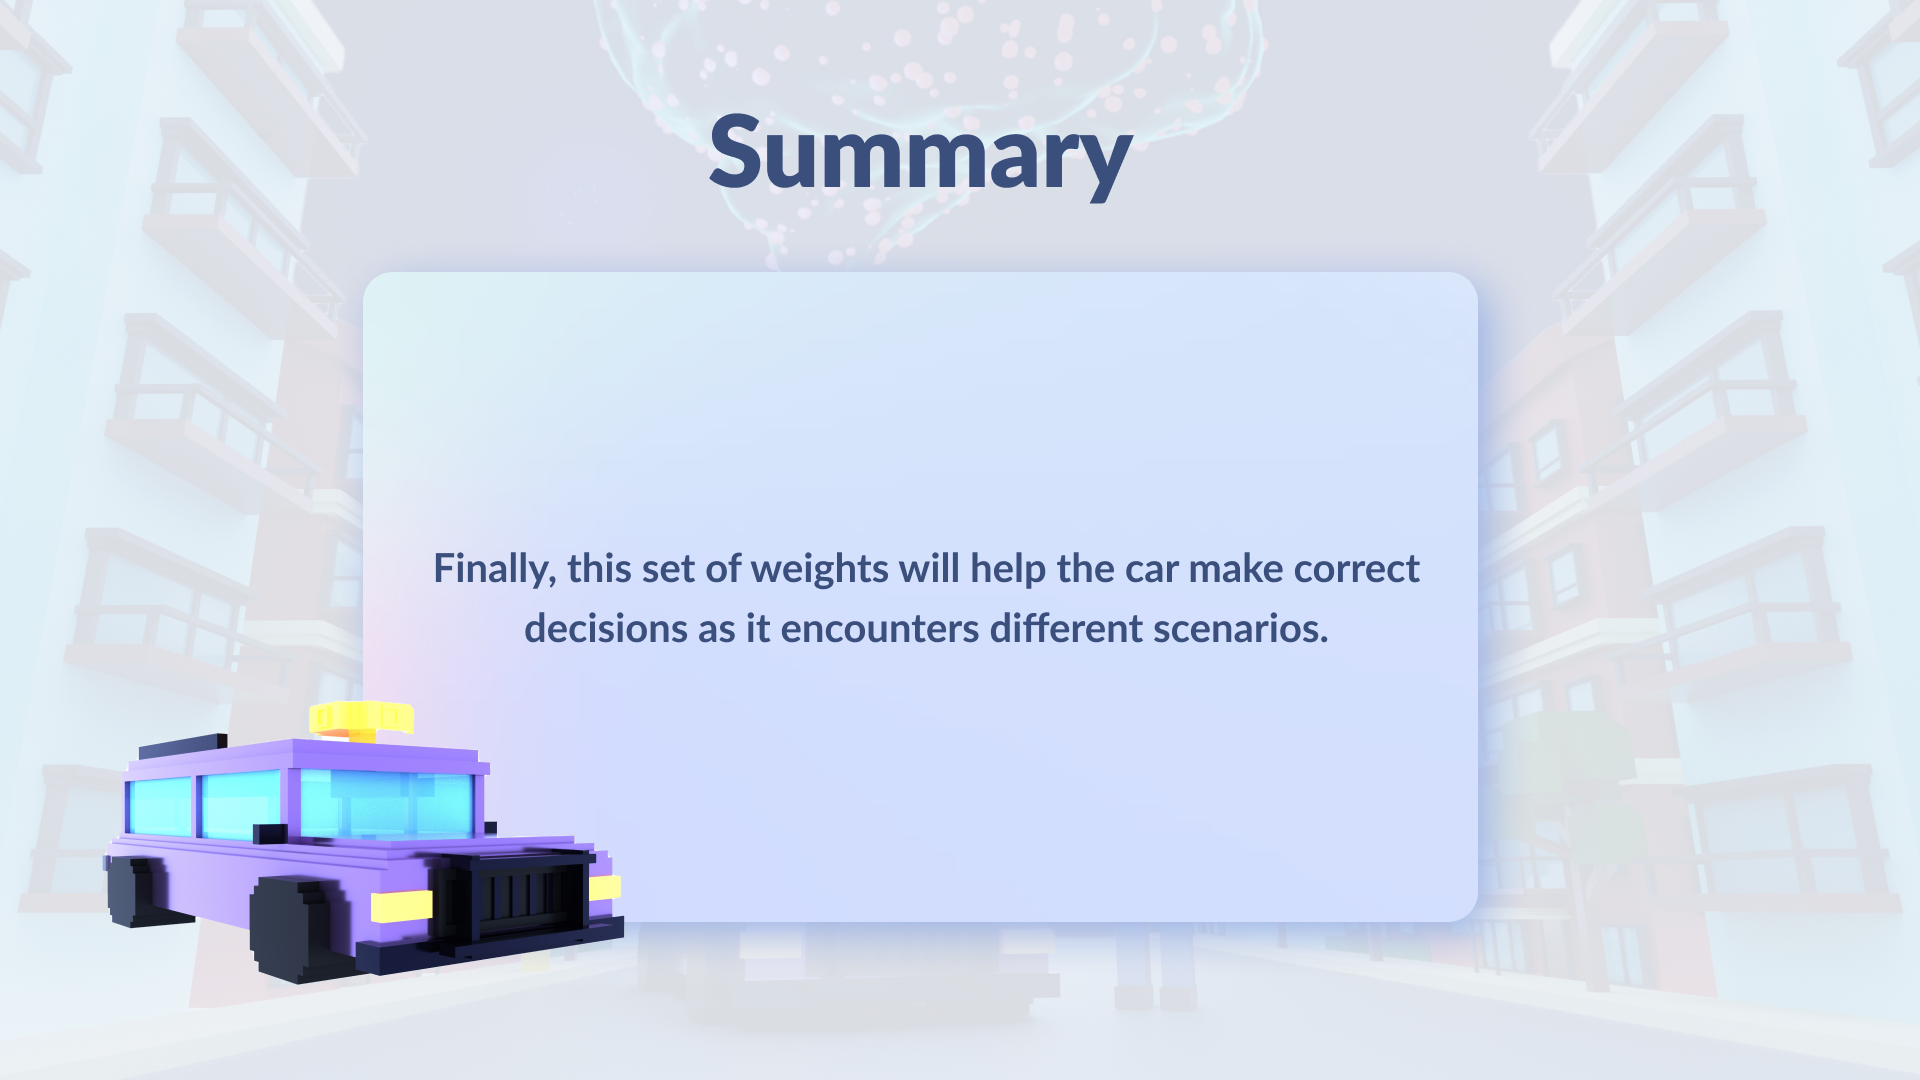 Summary
Finally, this set of weights will help the car make correct
decisions as it encounters different scenarios.